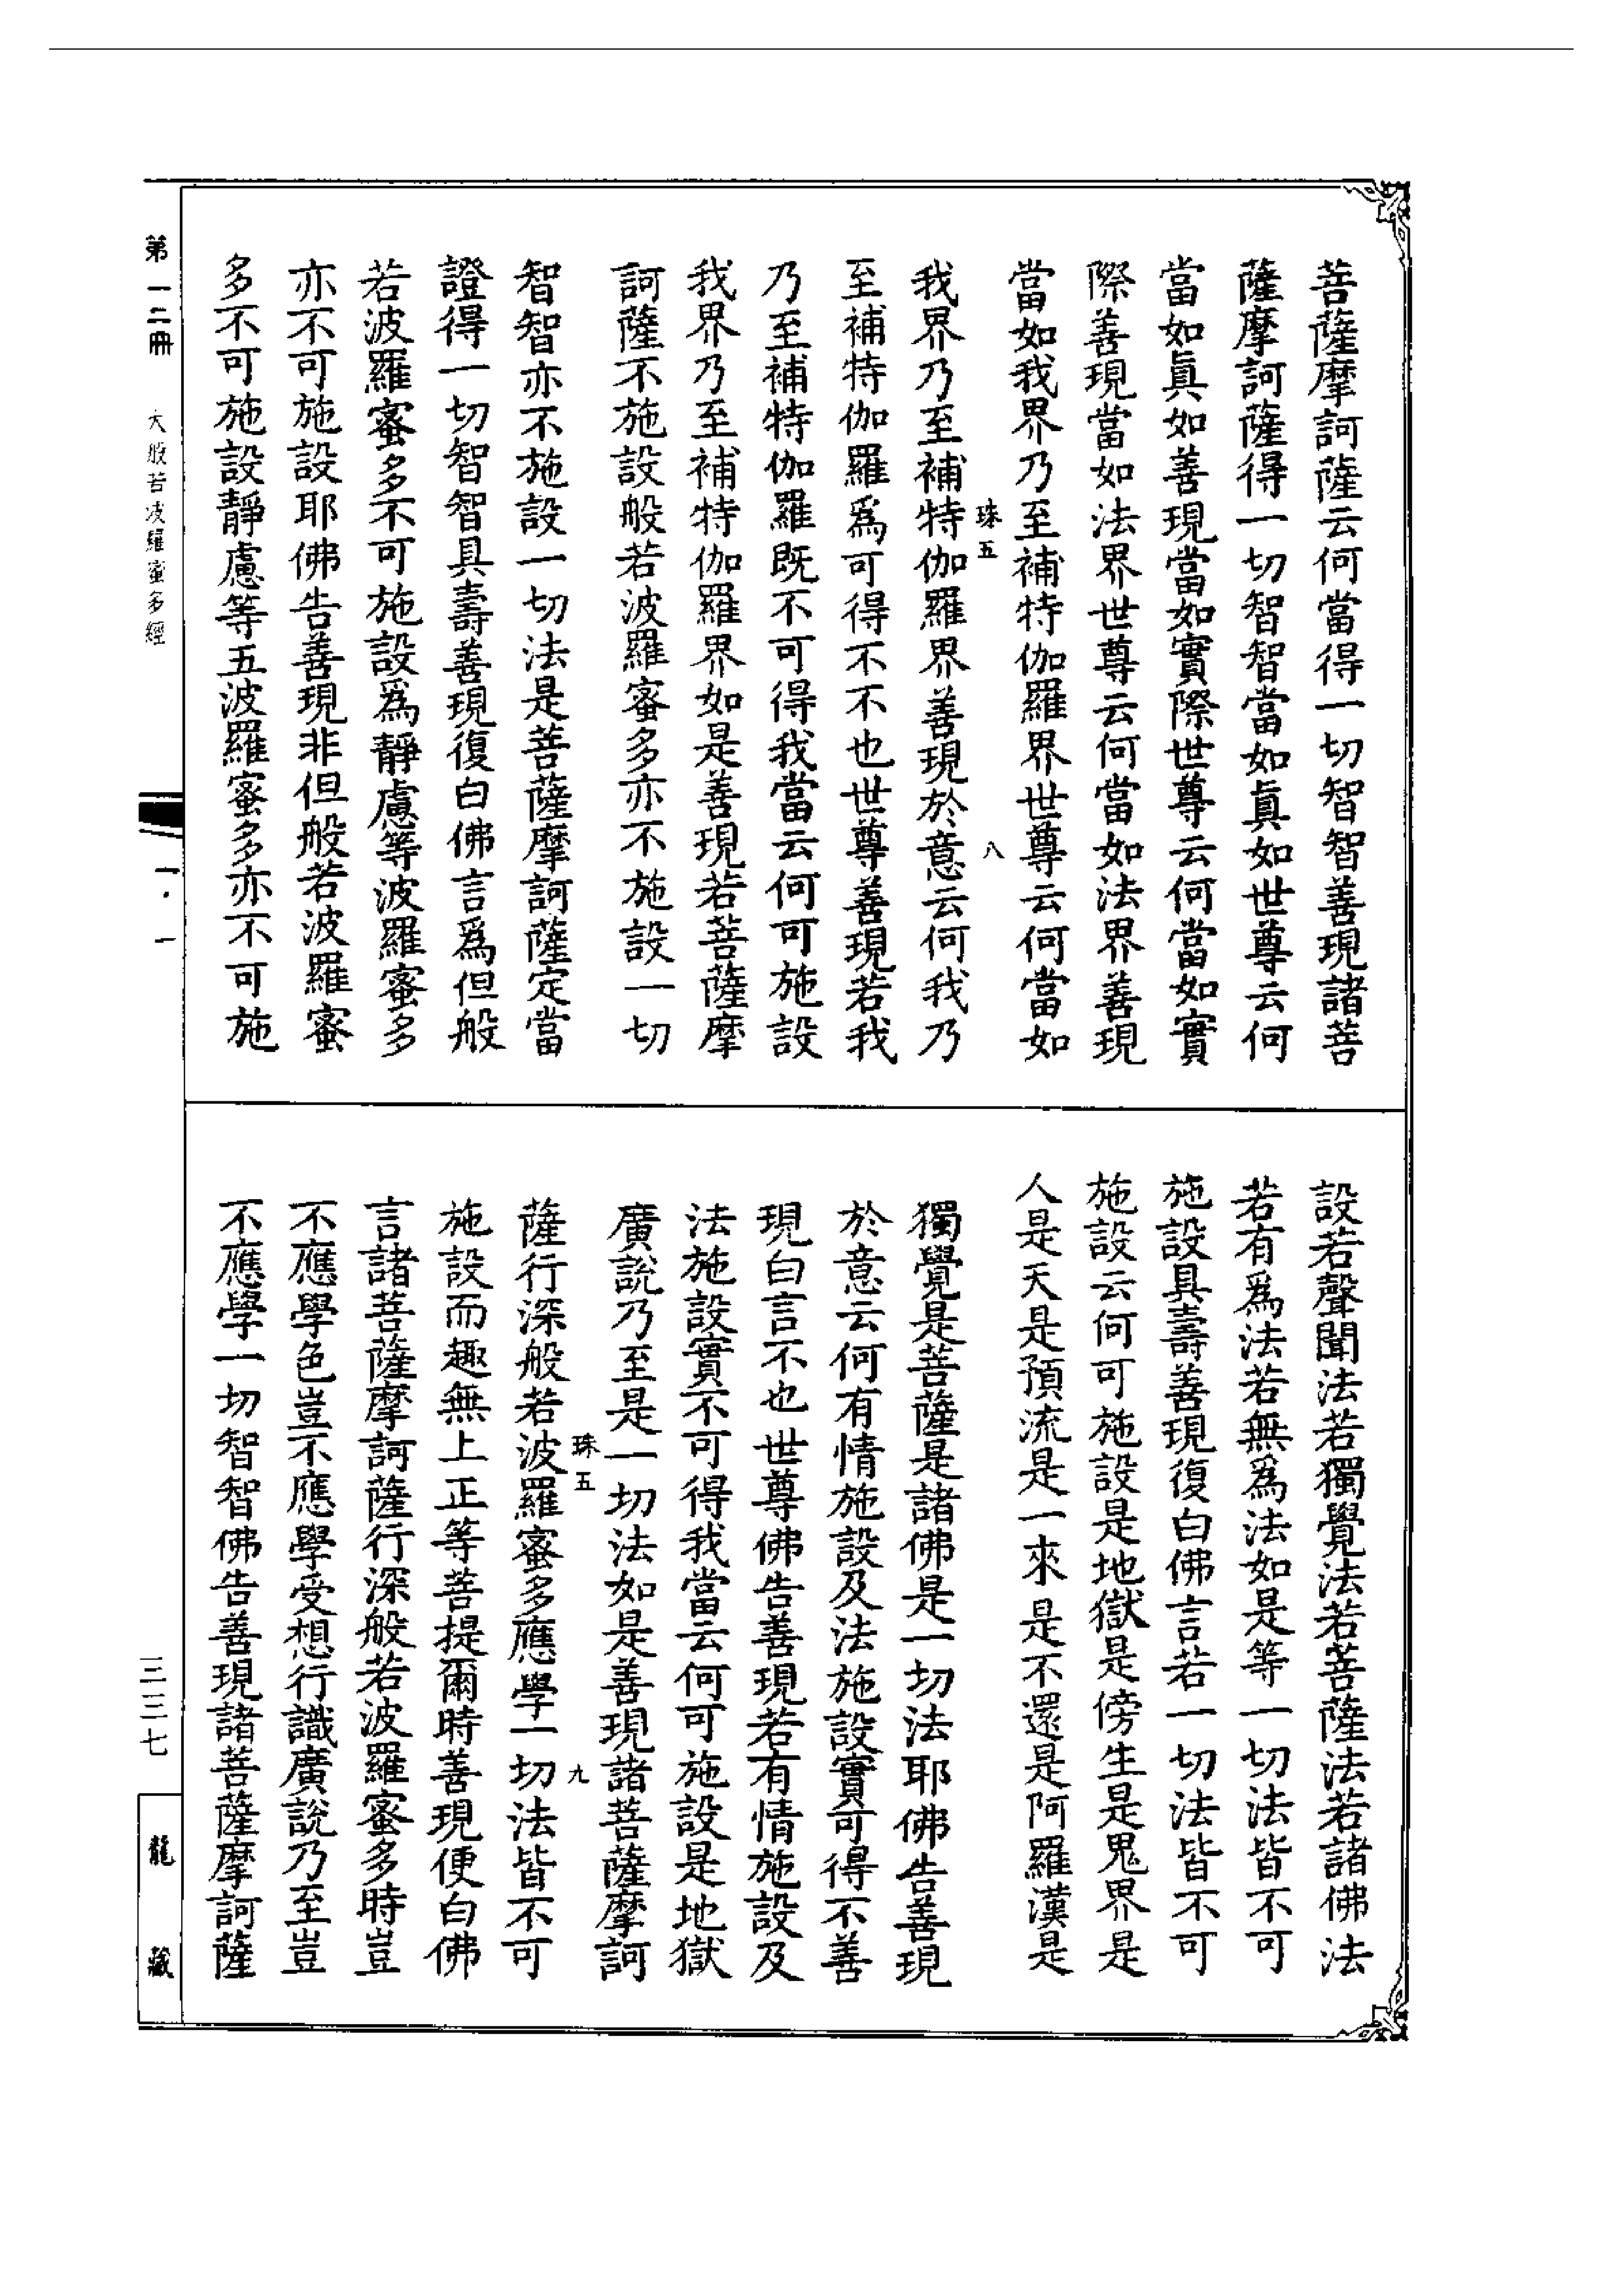 菩薩摩訶薩云何當得一切智智善現諸菩
薩摩訶薩得一切智智當如真如世尊云何
當如真如善現當如實際世尊云何當如實
際善現當如法界世尊云何當如法界善現
當如我界乃至補特伽羅界世尊云何當如
珠五 八
我界乃至補特伽羅界善現於意云何我乃
至補特伽羅爲可得不不也世尊善現若我
乃至補特伽羅既不可得我當云何可施設
我界乃至補特伽羅界如是善現若菩薩摩
訶薩不施設般若波羅蜜多亦不施設一切
智智亦不施設一切法是菩薩摩訶薩定當
證得一切智智具壽善現復白佛言爲但般
若波羅蜜多不可施設爲靜慮等波羅蜜多
亦不可施設耶佛告善現非但般若波羅蜜
多不可施設靜慮等五波羅蜜多亦不可施
設若聲聞法若獨覺法若菩薩法若諸佛法
若有爲法若無爲法如是等一切法皆不可
施設具壽善現復白佛言若一切法皆不可
施設云何可施設是地獄是傍生是鬼界是
人是天是預流是一來是不還是阿羅漢是
獨覺是菩薩是諸佛是一切法耶佛告善現
於意云何有情施設及法施設實可得不善
現白言不也世尊佛告善現若有情施設及
法施設實不可得我當云何可施設是地獄
廣說乃至是一切法如是善現諸菩薩摩訶
珠五 九
薩行深般若波羅蜜多應學一切法皆不可
施設而趣無上正等菩提爾時善現便白佛
言諸菩薩摩訶薩行深般若波羅蜜多時豈
不應學色豈不應學受想行識廣說乃至豈
不應學一切智智佛告善現諸菩薩摩訶薩
第一二冊 大般若波羅蜜多經
一·一
三三七
龍藏